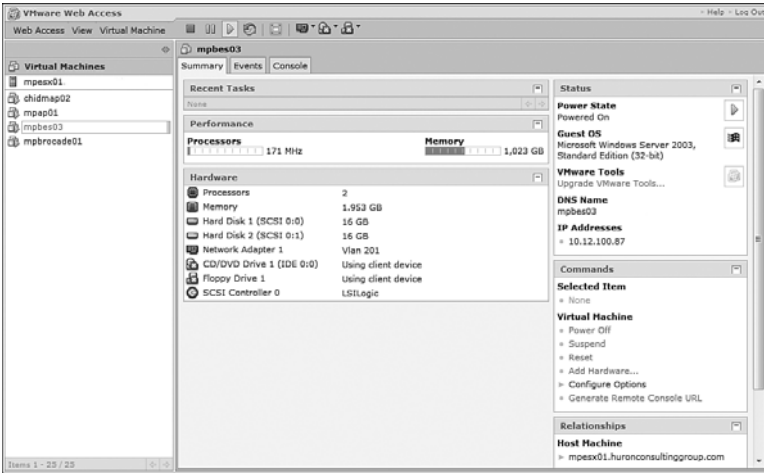 VMware Web Access
Help
Log Out
Web Access View Virtual Machine
Virtual Machines
mpesx01
chidmap02
mpap01
mpbes03
mpbrocade01
Items 1 - 25 / 25
mpbes03
Summary Events Console
Recent Tasks
None
Performance
Processors
171 MHz
Memory
1,023 GB
Hardware
Processors 2
Memory 1.953 GB
Hard Disk 1 (SCSI 0:0) 16 GB
Hard Disk 2 (SCSI 0:1) 16 GB
Network Adapter 1 Vlan 201
CD/DVD Drive 1 (IDE 0:0) Using client device
Floppy Drive 1 Using client device
SCSI Controller 0 LSILogic
Status
Power State
Powered On
Guest OS
Microsoft Windows Server 2003,
Standard Edition (32-bit)
VMware Tools
Upgrade VMware Tools...
DNS Name
mpbes03
IP Addresses
10.12.100.87
Commands
Selected Item
None
Virtual Machine
Power Off
Suspend
Reset
Add Hardware...
Configure Options
Generate Remote Console URL
Relationships
Host Machine
mpesx01.huronconsultinggroup.com